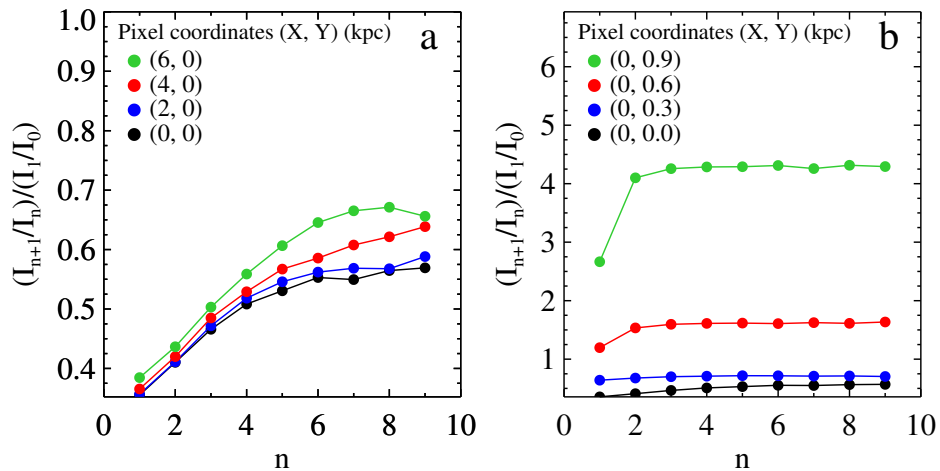 Pixel coordinates (X, Y) (kpc)
a
(6, 0)
(4, 0)
(2, 0)
(0, 0)
1.0
0.9
0.8
0.7
0.6
0.5
0.4
(Iₙ₊₁/Iₙ)/(I₁/I₀)
0 2 4 6 8 10
n
Pixel coordinates (X, Y) (kpc)
b
(0, 0.9)
(0, 0.6)
(0, 0.3)
(0, 0.0)
6
5
4
3
2
1
(Iₙ₊₁/Iₙ)/(I₁/I₀)
0 2 4 6 8 10
n